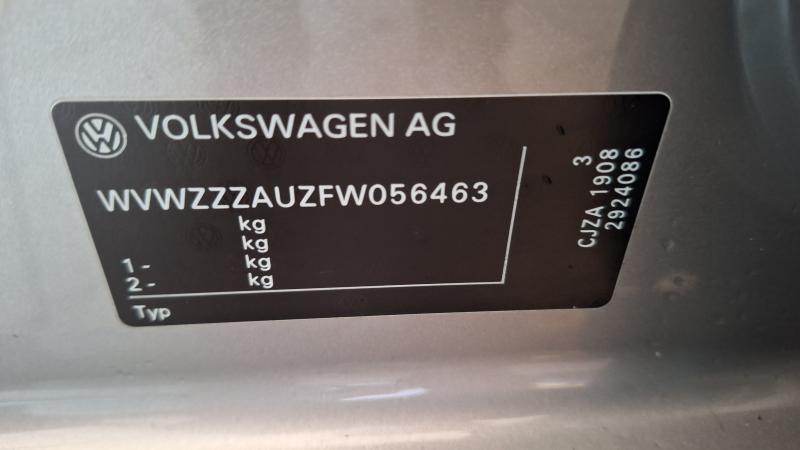 VOLKSWAGEN AG
WVWZZZAUZFW056463
kg
kg
1 - kg
2 - kg
Typ
3
CJZA 1908
2924086